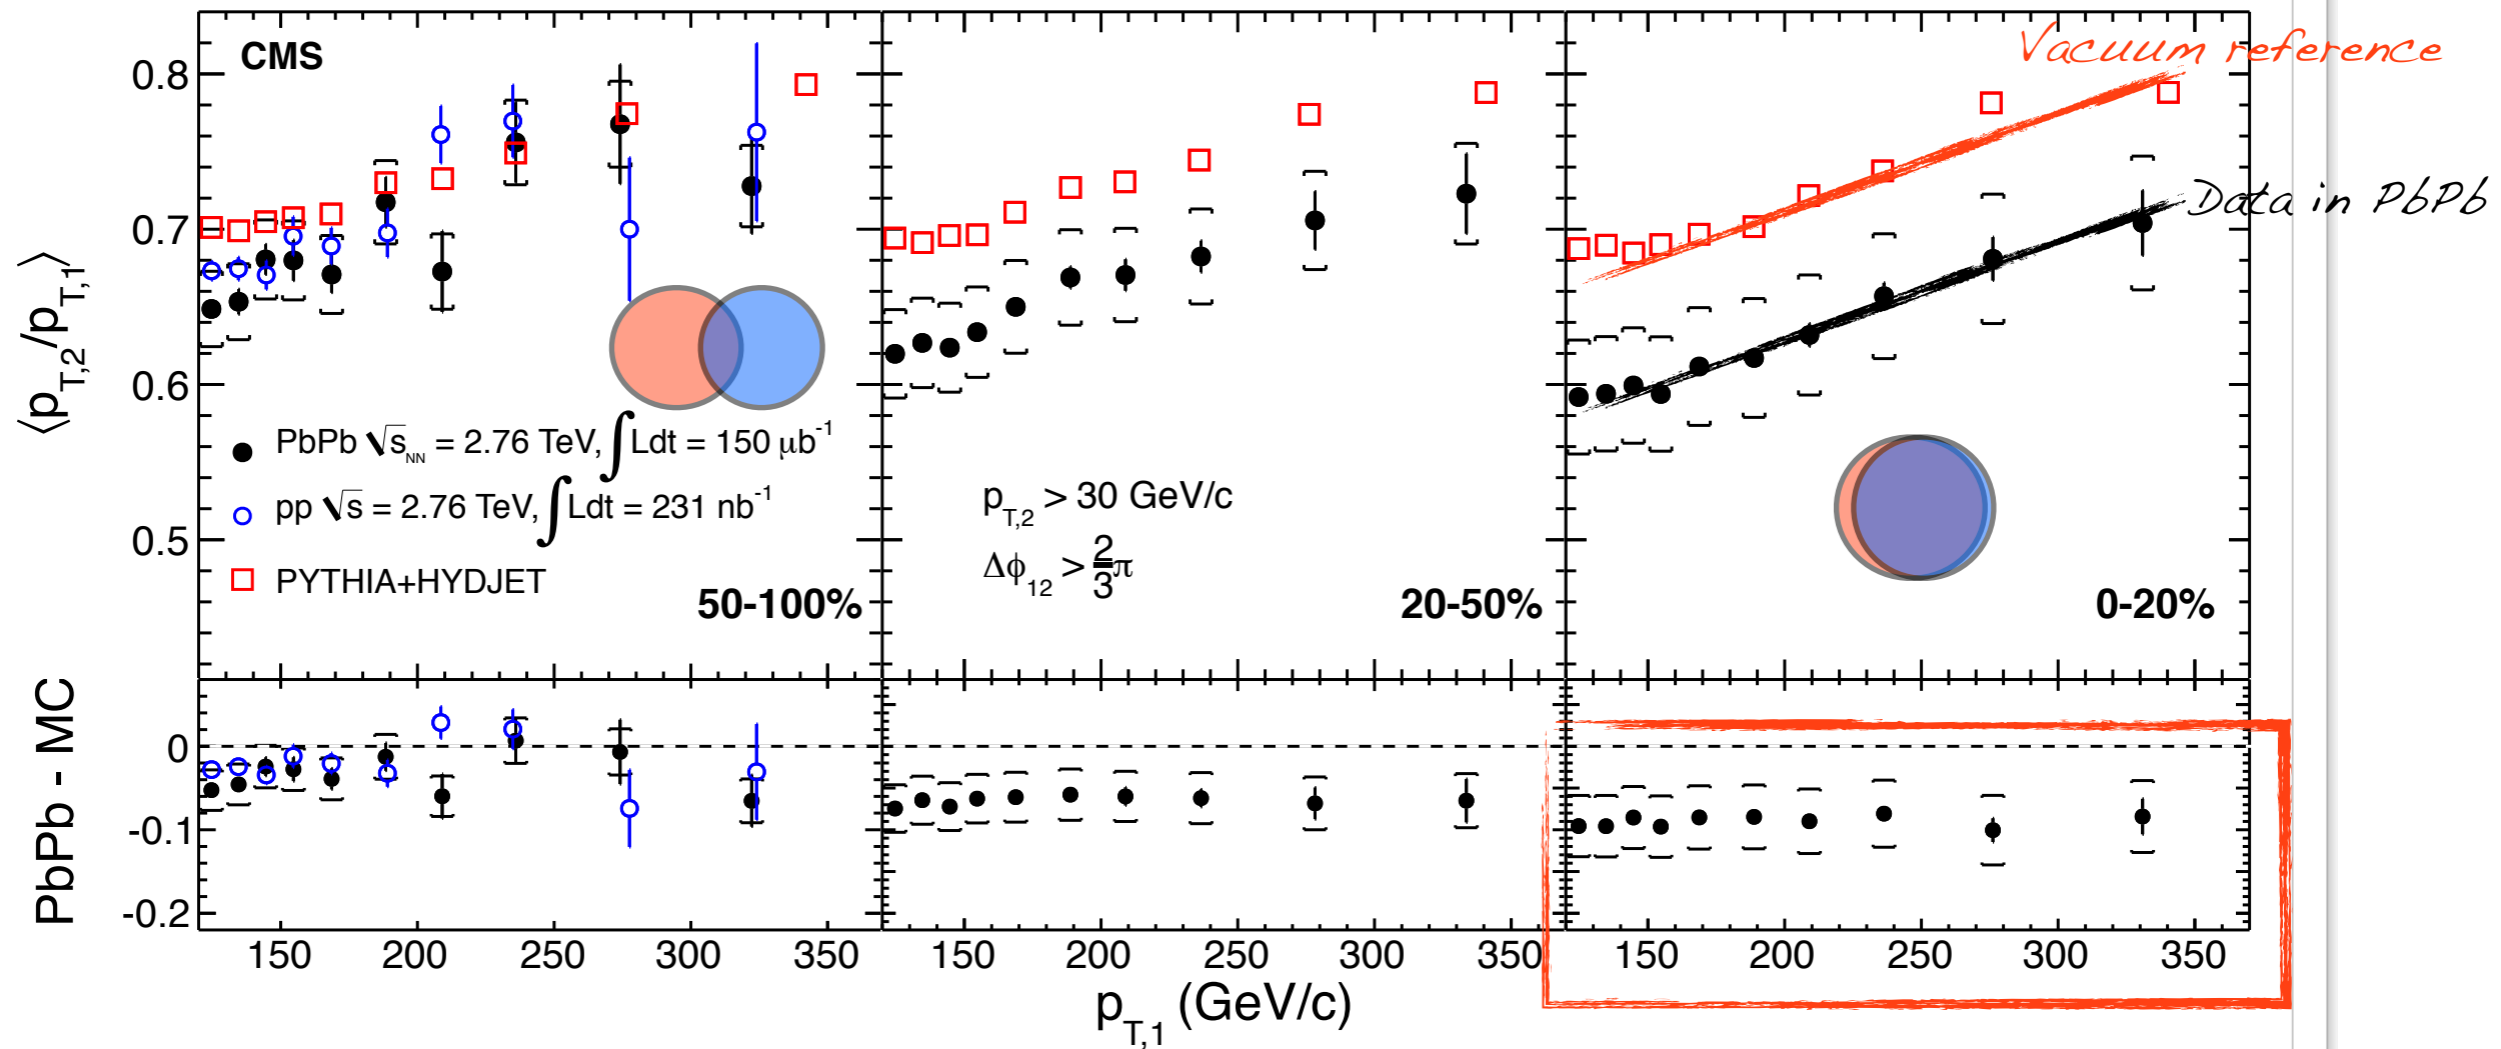 CMS
Vacuum reference
Data in PbPb
0.8
0.7
0.6
0.5
⟨p_T,2/p_T,1⟩
PbPb √s_NN = 2.76 TeV, ∫Ldt = 150 μb⁻¹
pp √s = 2.76 TeV, ∫Ldt = 231 nb⁻¹
PYTHIA+HYDJET
50-100%
p_T,2 > 30 GeV/c
Δϕ_12 > 2/3 π
20-50%
0-20%
PbPb - MC
0
-0.1
-0.2
150 200 250 300 350
150 200 250 300 350
150 200 250 300 350
p_T,1 (GeV/c)